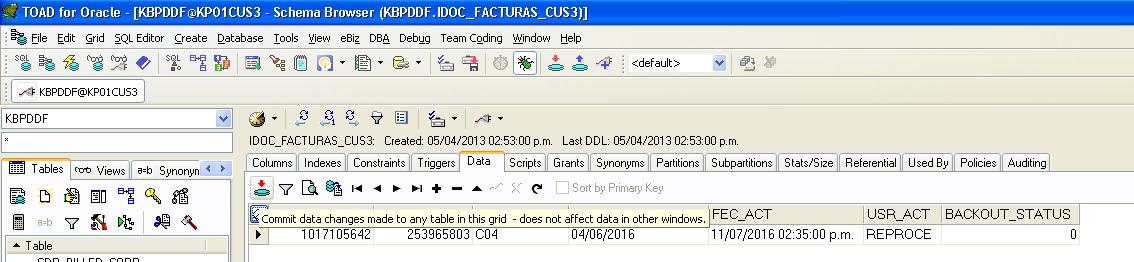 TOAD for Oracle - [KBPDDF@KP01CUS3 - Schema Browser (KBPDDF.IDOC_FACTURAS_CUS3)]
File Edit Grid SQL Editor Create Database Tools View eBiz DBA Debug Team Coding Window Help
SQL <default>
KBPDDF@KP01CUS3
KBPDDF
*
IDOC_FACTURAS_CUS3: Created: 05/04/2013 02:53:00 p.m. Last DDL: 05/04/2013 02:53:00 p.m.
Tables Views a=b Synonyn
Columns Indexes Constraints Triggers Data Scripts Grants Synonyms Partitions Subpartitions Stats/Size Referential Used By Policies Auditing
Sort by Primary Key
Commit data changes made to any table in this grid - does not affect data in other windows.
FEC_ACT USR_ACT BACKOUT_STATUS
1017105642 253965803 C04 04/06/2016 11/07/2016 02:35:00 p.m. REPROCE 0
a=b SQL
Table